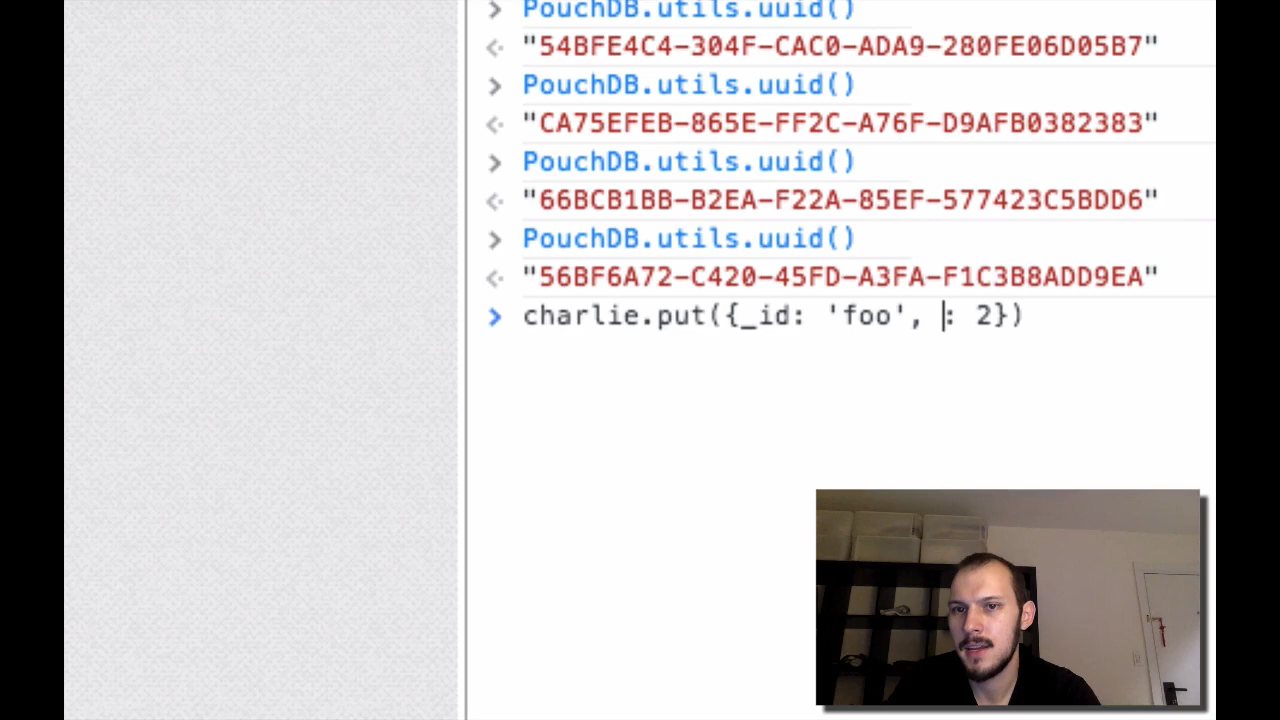 > PouchDB.utils.uuid()
"54BFE4C4-304F-CAC0-ADA9-280FE06D05B7"
> PouchDB.utils.uuid()
"CA75EFEB-865E-FF2C-A76F-D9AFB0382383"
> PouchDB.utils.uuid()
"66BCB1BB-B2EA-F22A-85EF-577423C5BDD6"
> PouchDB.utils.uuid()
"56BF6A72-C420-45FD-A3FA-F1C3B8ADD9EA"
> charlie.put({_id: 'foo', : 2})